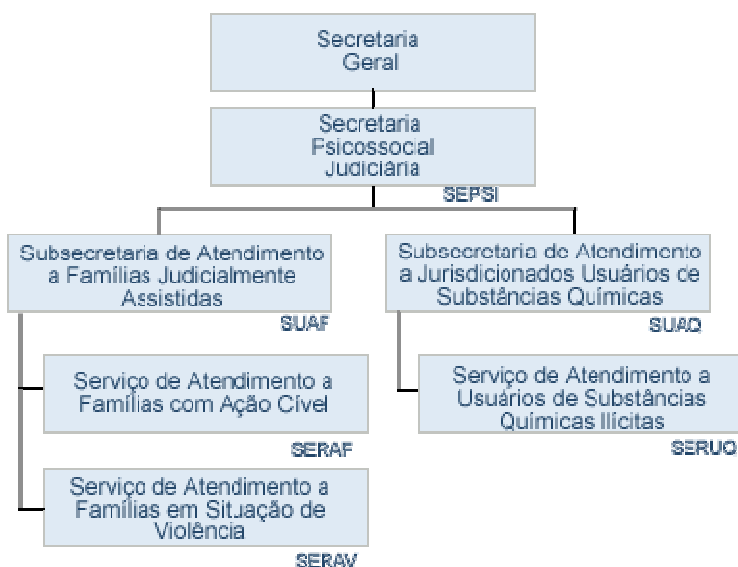 Secretaria
Geral
Secretaria
Psicossocial
Judiciária
SEPSI
Subsecretaria de Atendimento
a Famílias Judicialmente
Assistidas
SUAF
Subsecretaria de Atendimento
a Jurisdicionados Usuários de
Substâncias Químicas
SUAQ
Serviço de Atendimento a
Famílias com Ação Cível
SERAF
Serviço de Atendimento a
Usuários de Substâncias
Químicas Ilícitas
SERUQ
Serviço de Atendimento a
Famílias em Situação de
Violência
SERAV